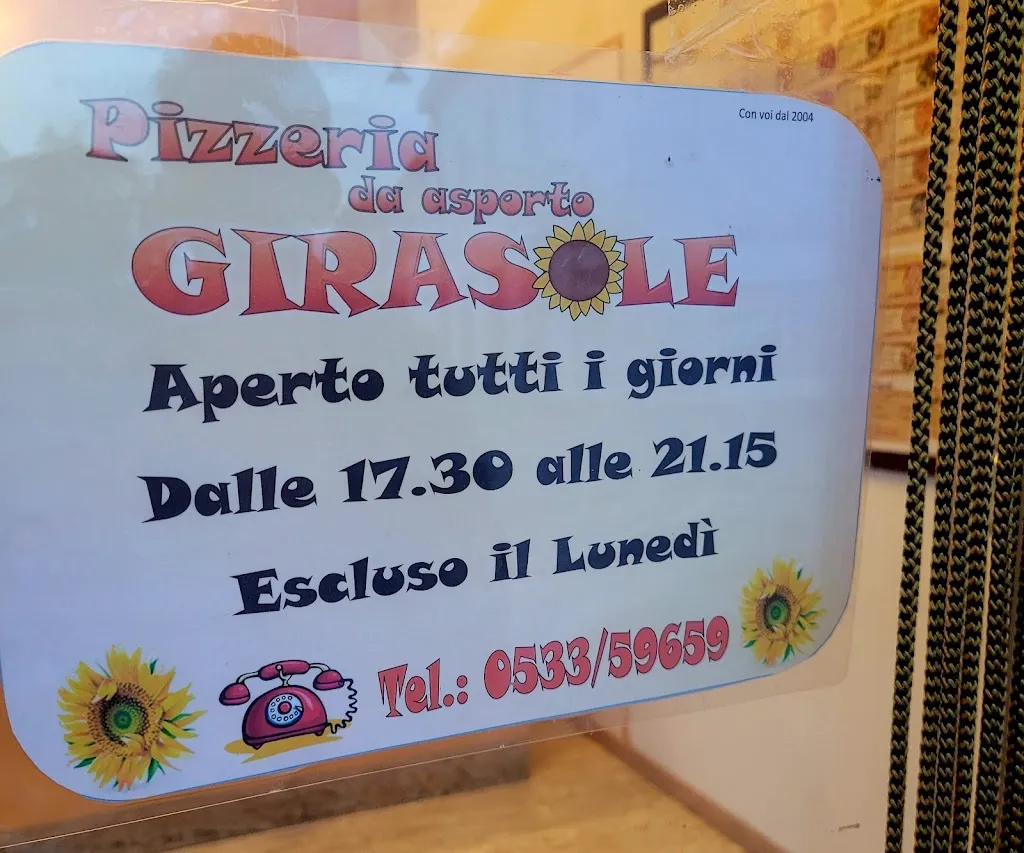 Con voi dal 2004
Pizzeria
da asporto
GIRASOLE
Aperto tutti i giorni
Dalle 17.30 alle 21.15
Escluso il Lunedì
Tel.: 0533/59659